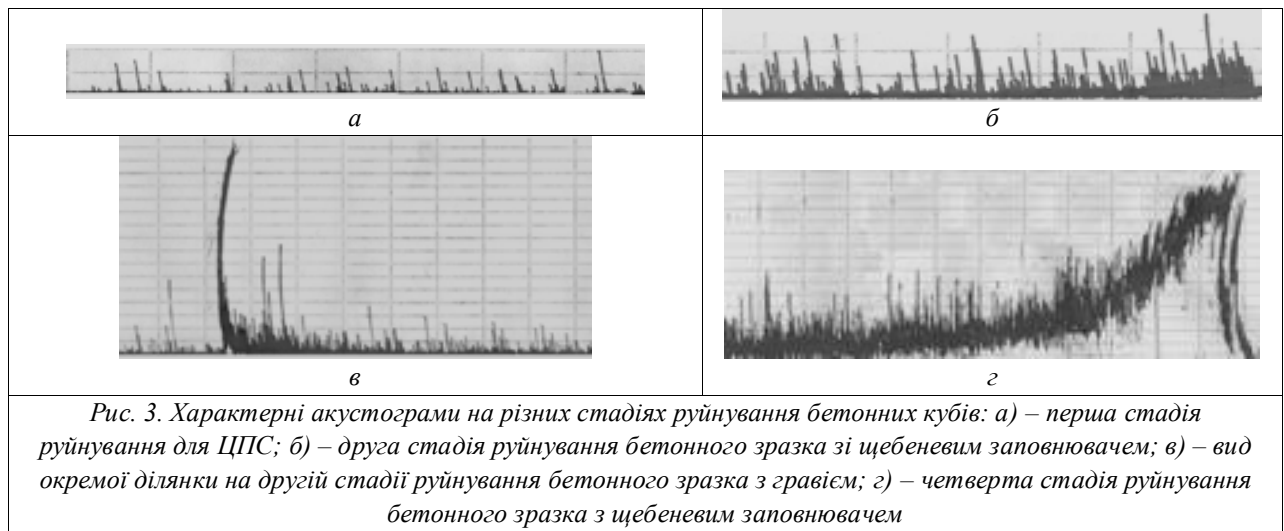 а
б
в
г
Рис. 3. Характерні акустограми на різних стадіях руйнування бетонних кубів: а) – перша стадія
руйнування для ЦПС; б) – друга стадія руйнування бетонного зразка зі щебеневим заповнювачем; в) – вид
окремої ділянки на другій стадії руйнування бетонного зразка з гравієм; г) – четверта стадія руйнування
бетонного зразка з щебеневим заповнювачем